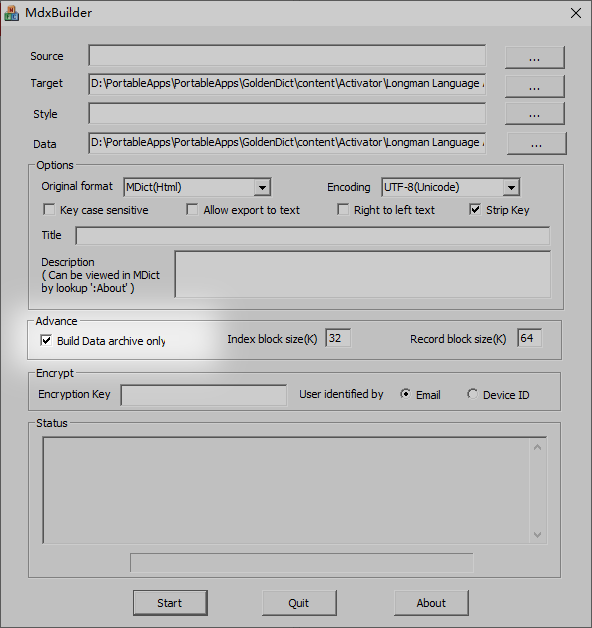 MdxBuilder
Source ...
Target D:\PortableApps\PortableApps\GoldenDict\content\Activator\Longman Language ...
Style ...
Data D:\PortableApps\PortableApps\GoldenDict\content\Activator\Longman Language ...
Options
Original format MDict(Html) Encoding UTF-8(Unicode)
Key case sensitive Allow export to text Right to left text Strip Key
Title
Description
( Can be viewed in MDict
by lookup ':About' )
Advance
Build Data archive only Index block size(K) 32 Record block size(K) 64
Encrypt
Encryption Key User identified by Email Device ID
Status
Start Quit About